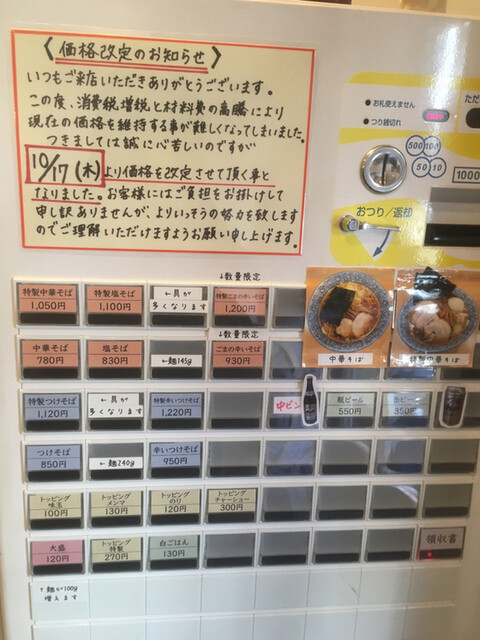 〈価格改定のお知らせ〉
いつもご来店いただきありがとうございます。
この度、消費税増税と材料費の高騰により
現在の価格を維持する事が難しくなってしまいました。
つきましては誠に心苦しいのですが
10/17(木)より価格を改定させて頂く事と
なりました。お客様にはご負担をお掛けして
申し訳ありませんが、よりいっそうの努力を致します
のでご理解いただけますようお願い申し上げます。
お札使えません
つり銭切れ
500 100
50 10
1000
おつり/返却
↓数量限定
特製中華そば
1,050円
特製塩そば
1,100円
←具が
多くなります
特製ごまの辛いそば
1,200円
中華そば
特製中華そば
↓数量限定
中華そば
780円
塩そば
830円
←麺145g
ごまの辛いそば
930円
特製つけそば
1,120円
←具が
多くなります
特製辛いつけそば
1,220円
中ビン
瓶ビール
550円
缶ビール
350円
つけそば
850円
←麺240g
辛いつけそば
950円
トッピング
味玉
100円
トッピング
メンマ
130円
トッピング
のり
120円
トッピング
チャーシュー
300円
大盛
120円
トッピング
特製
270円
白ごはん
130円
領収書
↑麺が100g
増えます